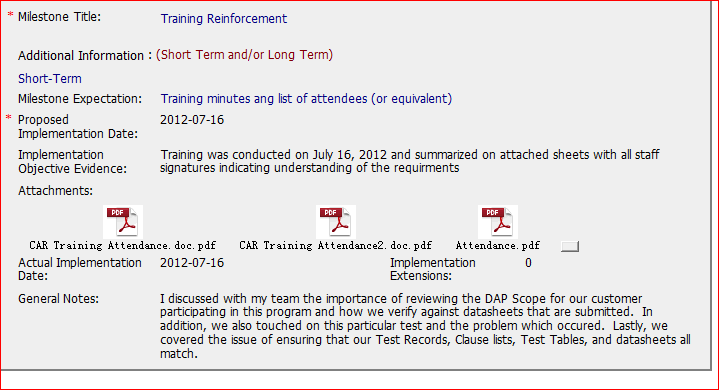 * Milestone Title: Training Reinforcement
Additional Information : (Short Term and/or Long Term)
Short-Term
Milestone Expectation: Training minutes ang list of attendees (or equivalent)
* Proposed Implementation Date: 2012-07-16
Implementation Objective Evidence: Training was conducted on July 16, 2012 and summarized on attached sheets with all staff
signatures indicating understanding of the requirments
Attachments:
PDF PDF PDF
CAR Training Attendance.doc.pdf CAR Training Attendance2.doc.pdf Attendance.pdf
Actual Implementation Date: 2012-07-16 Implementation Extensions: 0
General Notes: I discussed with my team the importance of reviewing the DAP Scope for our customer
participating in this program and how we verify against datasheets that are submitted. In
addition, we also touched on this particular test and the problem which occured. Lastly, we
covered the issue of ensuring that our Test Records, Clause lists, Test Tables, and datasheets all
match.